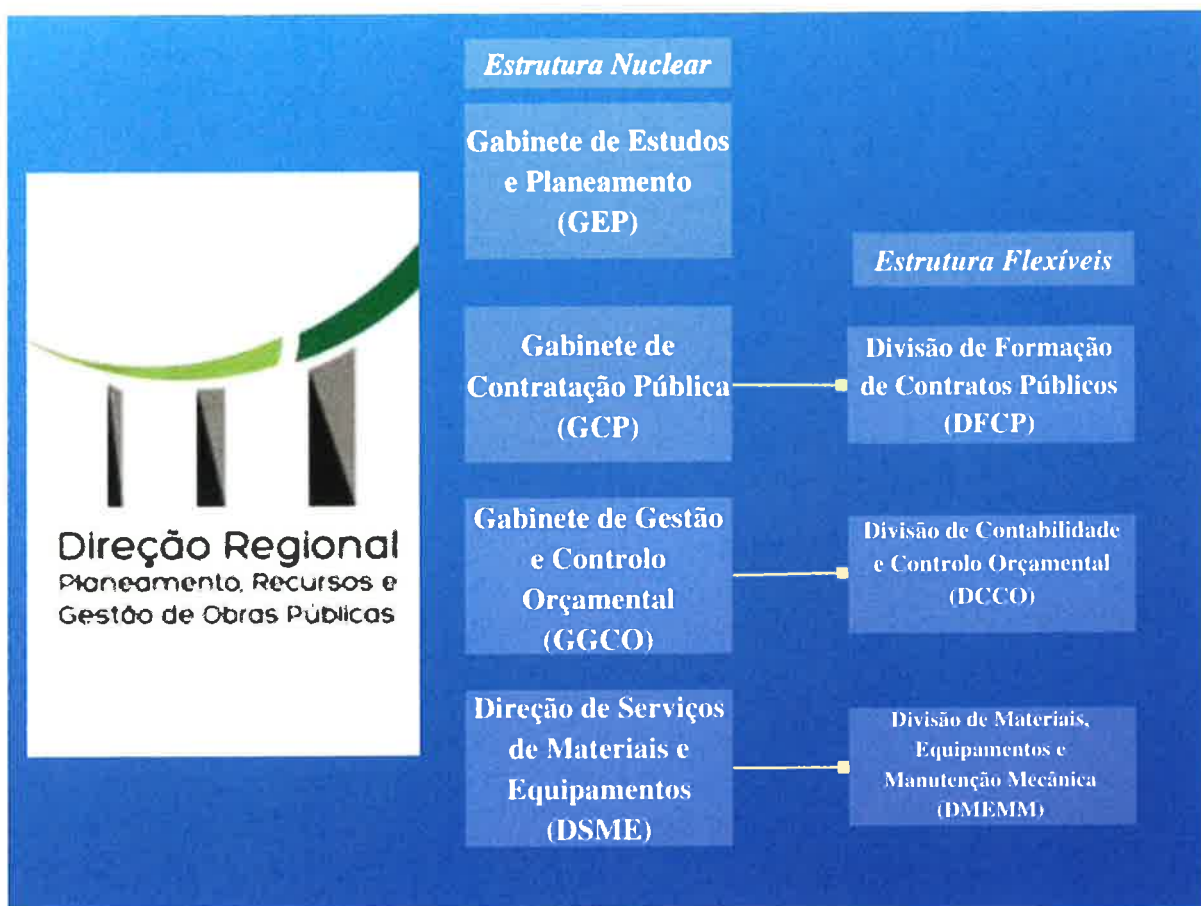 Direção Regional
Planeamento, Recursos e
Gestão de Obras Públicas
Estrutura Nuclear
Gabinete de Estudos
e Planeamento
(GEP)
Gabinete de
Contratação Pública
(GCP)
Gabinete de Gestão
e Controlo
Orçamental
(GGCO)
Direção de Serviços
de Materiais e
Equipamentos
(DSME)
Estrutura Flexíveis
Divisão de Formação
de Contratos Públicos
(DFCP)
Divisão de Contabilidade
e Controlo Orçamental
(DCCO)
Divisão de Materiais,
Equipamentos e
Manutenção Mecânica
(DMEMM)